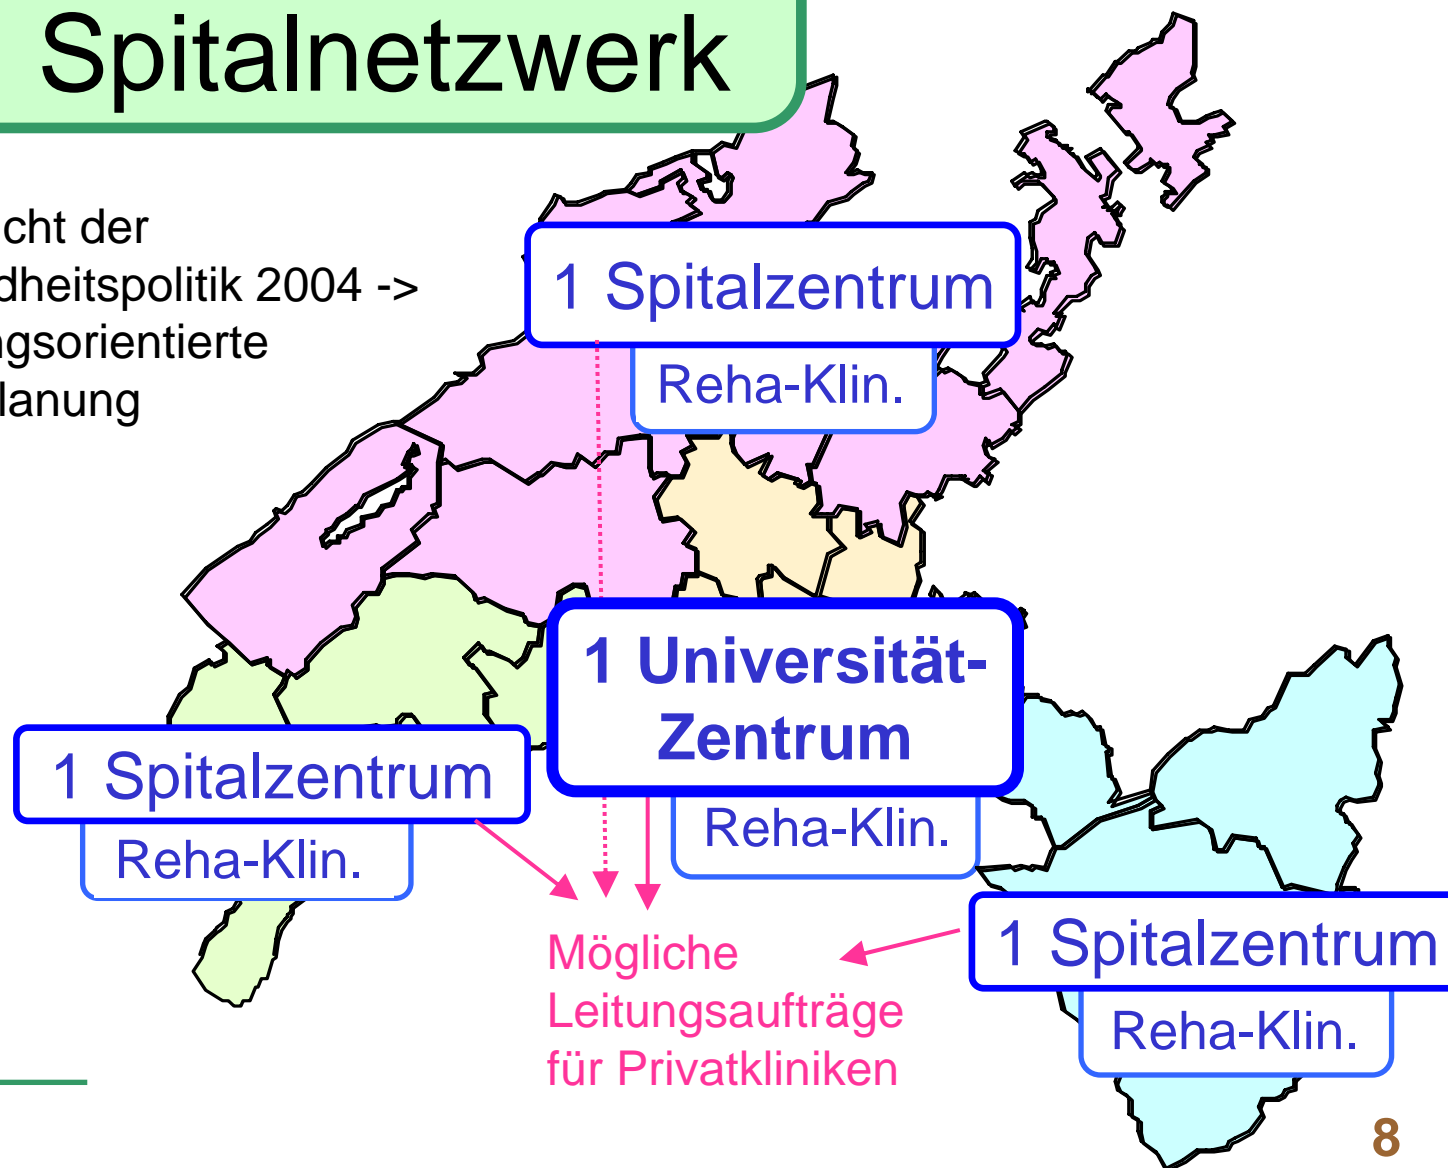 Spitalnetzwerk
cht der
dheitspolitik 2004 ->
ngsorientierte
lanung
1 Spitalzentrum
Reha-Klin.
1 Universität-
Zentrum
Reha-Klin.
1 Spitalzentrum
Reha-Klin.
Mögliche
Leitungsaufträge
für Privatkliniken
1 Spitalzentrum
Reha-Klin.
8